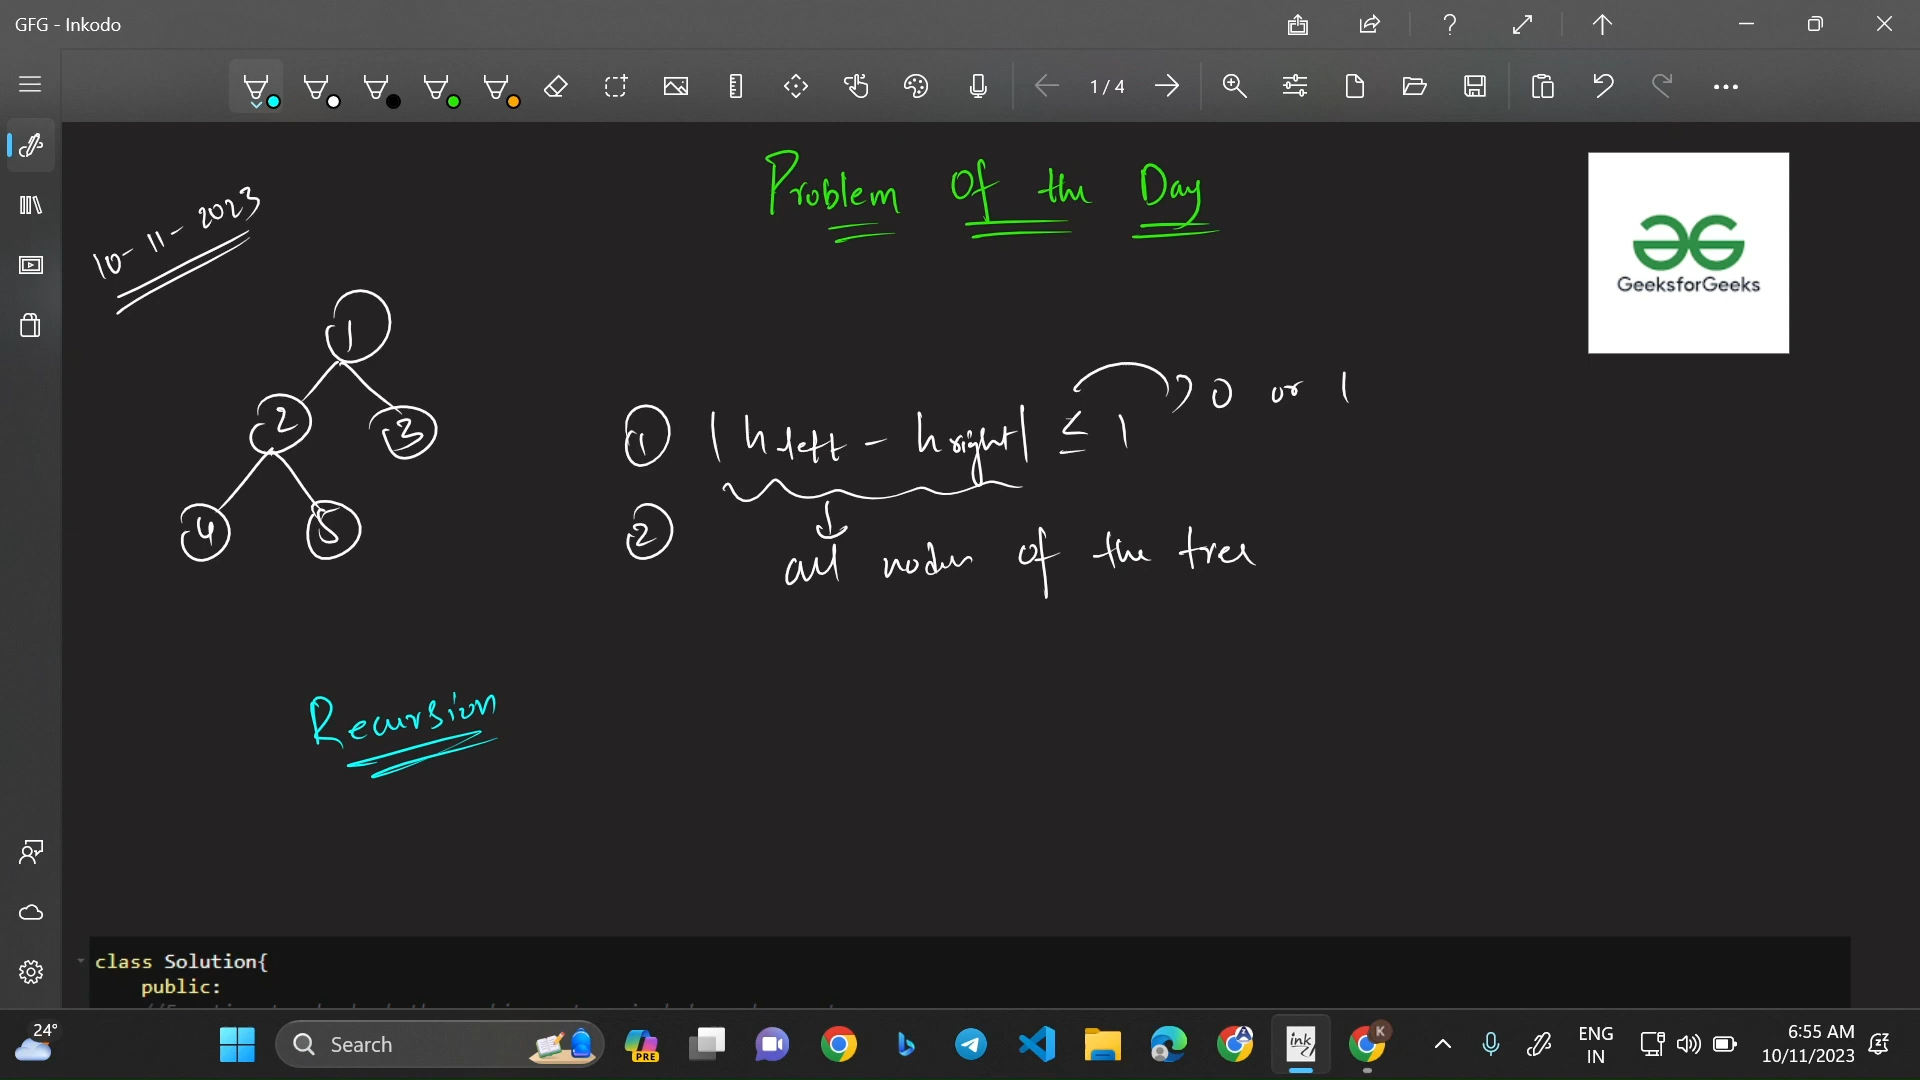 GFG - Inkodo
1 / 4
Problem Of the Day
10-11-2023
GeeksforGeeks
1
2
3
4
5
① |h left - h right| ≤ 1
0 or 1
②
all nodes of the tree
Recursion
class Solution{
public:
24°
Search
PRE
ink
K
ENG
IN
6:55 AM
10/11/2023